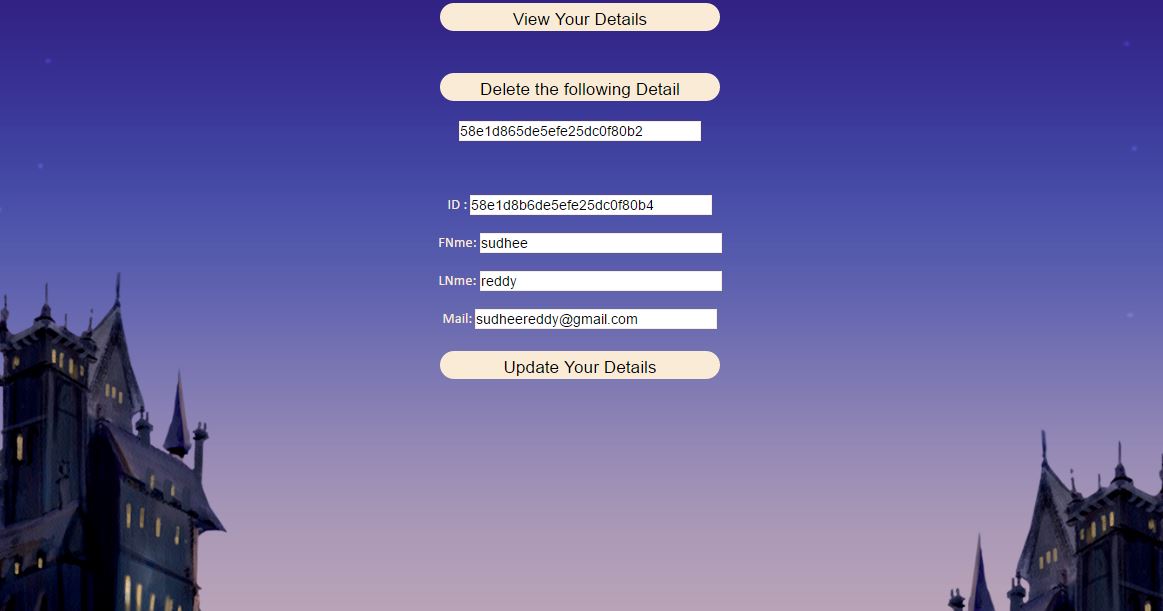 View Your Details
Delete the following Detail
58e1d865de5efe25dc0f80b2
ID : 58e1d8b6de5efe25dc0f80b4
FNme: sudhee
LNme: reddy
Mail: sudheereddy@gmail.com
Update Your Details